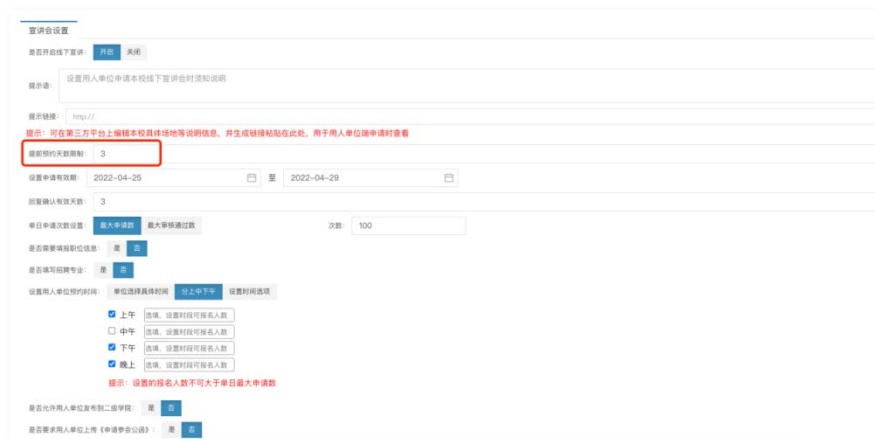 宣讲会设置
是否开启线下宣讲: 开启 关闭
提示语: 设置用人单位申请本校线下宣讲会时须知说明
提示链接: http://
提示：可在第三方平台上编辑本校具体场地等说明信息，并生成链接粘贴在此处，用于用人单位端申请时查看
提前预约天数限制: 3
设置申请有效期: 2022-04-25 至 2022-04-29
回复确认有效天数: 3
单日申请次数设置: 最大申请数 最大审核通过数 次数: 100
是否需要填报职位信息: 是 否
是否填写招聘专业: 是 否
设置用人单位预约时间: 单位选择具体时间 分上中下午 设置时间选项
上午 选填，设置时段可报名人数
中午 选填，设置时段可报名人数
下午 选填，设置时段可报名人数
晚上 选填，设置时段可报名人数
提示：设置的报名人数不可大于单日最大申请数
是否允许用人单位发布到二级学院: 是 否
是否要求用人单位上传《申请参会公函》: 是 否